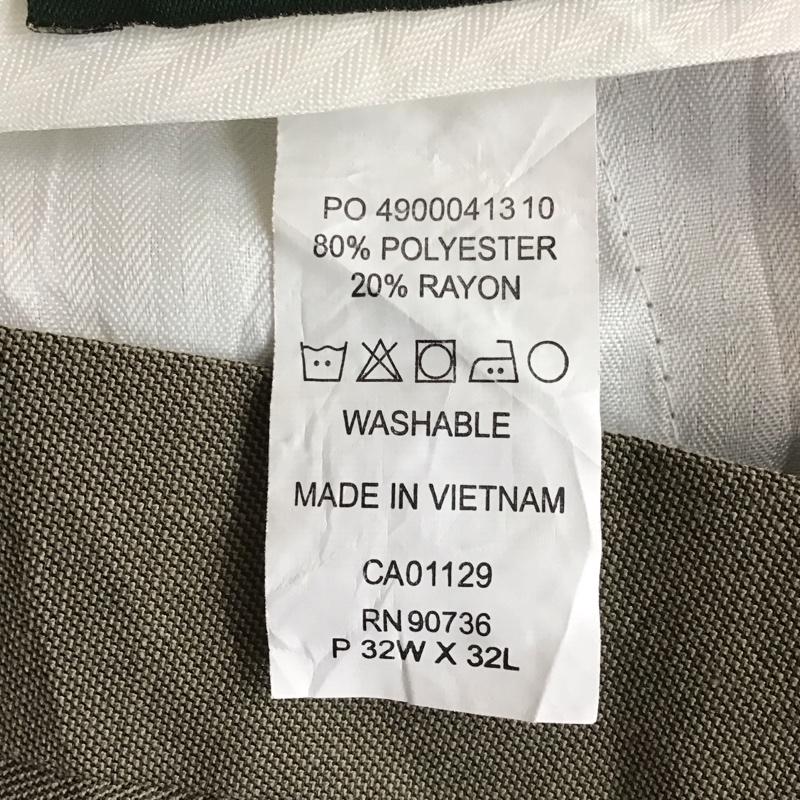 PO 4900041310
80% POLYESTER
20% RAYON
WASHABLE
MADE IN VIETNAM
CA01129
RN 90736
P 32W X 32L